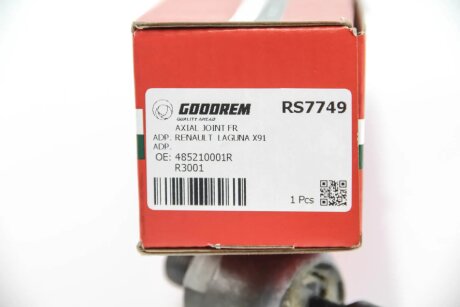 GOODREM
QUALITY AHEAD
RS7749
AXIAL JOINT FR
ADP. RENAULT LAGUNA X91
ADP.
OE: 485210001R
R3001
1 Pcs